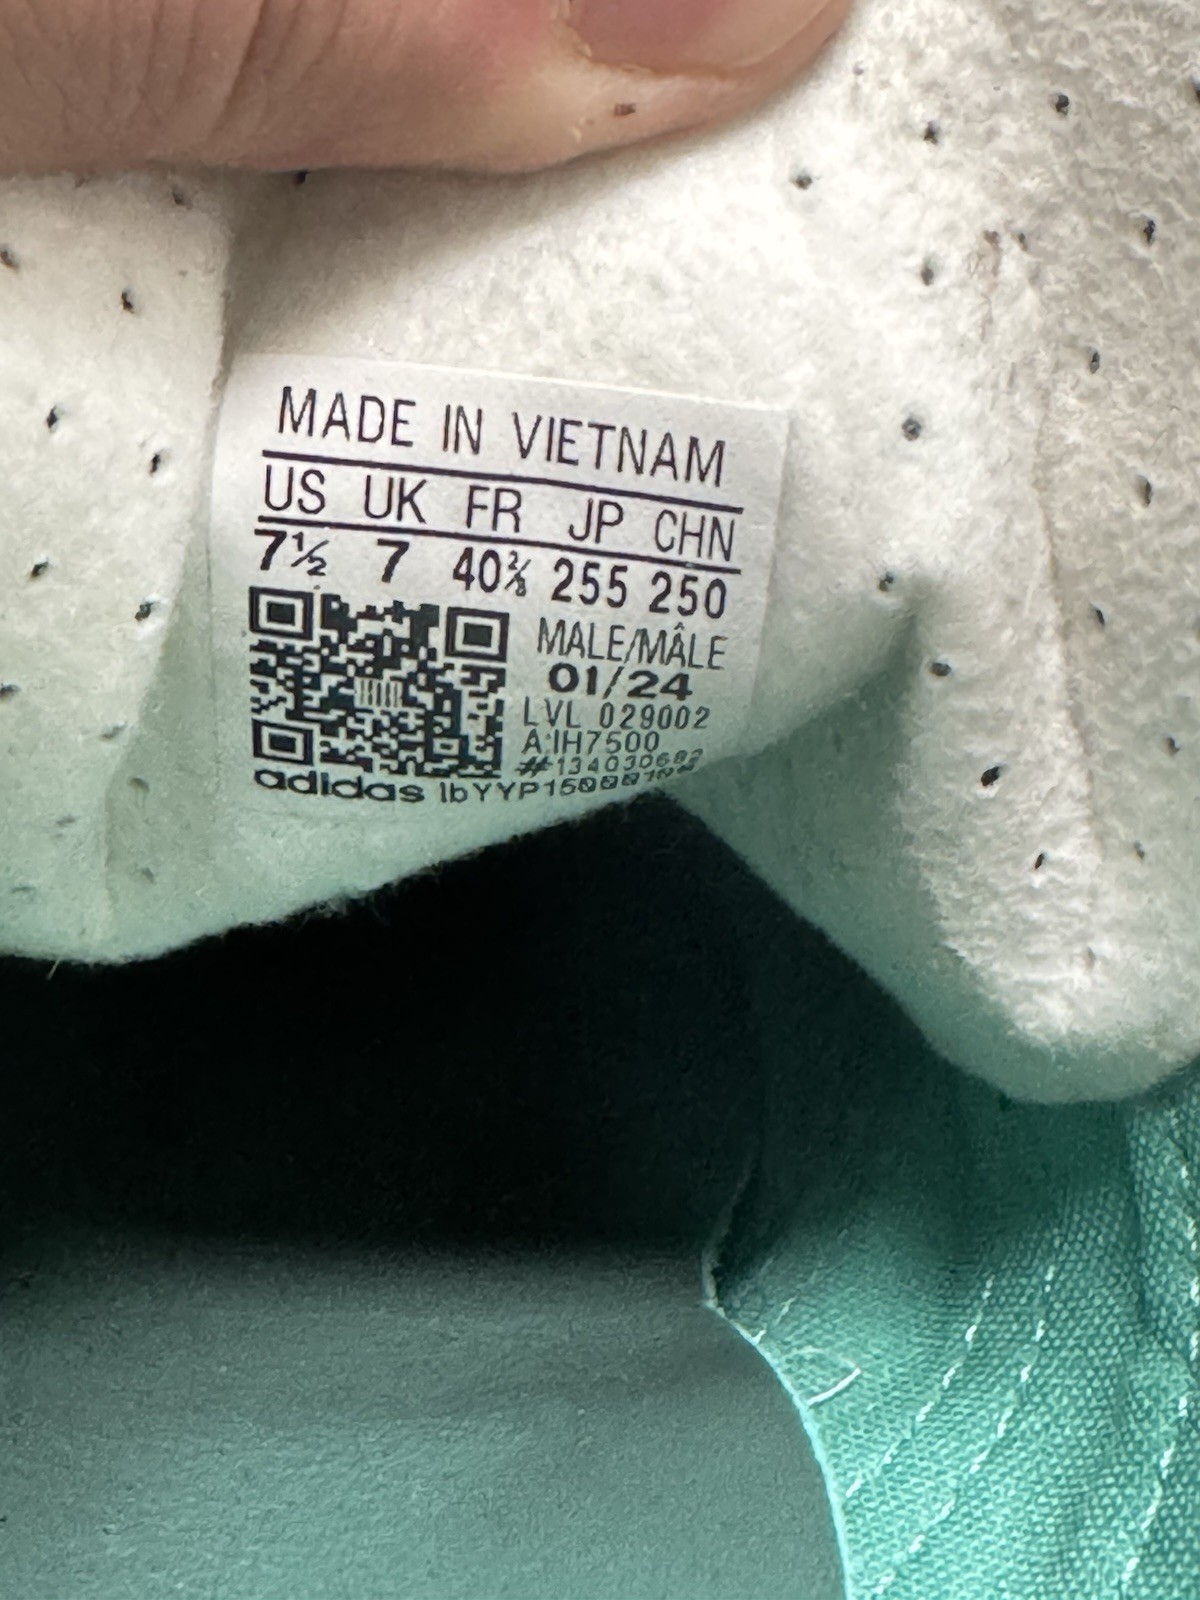 MADE IN VIETNAM
US UK FR JP CHN
7½ 7 40⅔ 255 250
MALE/MÂLE
01/24
LVL 029002
A:IH7500
adidas